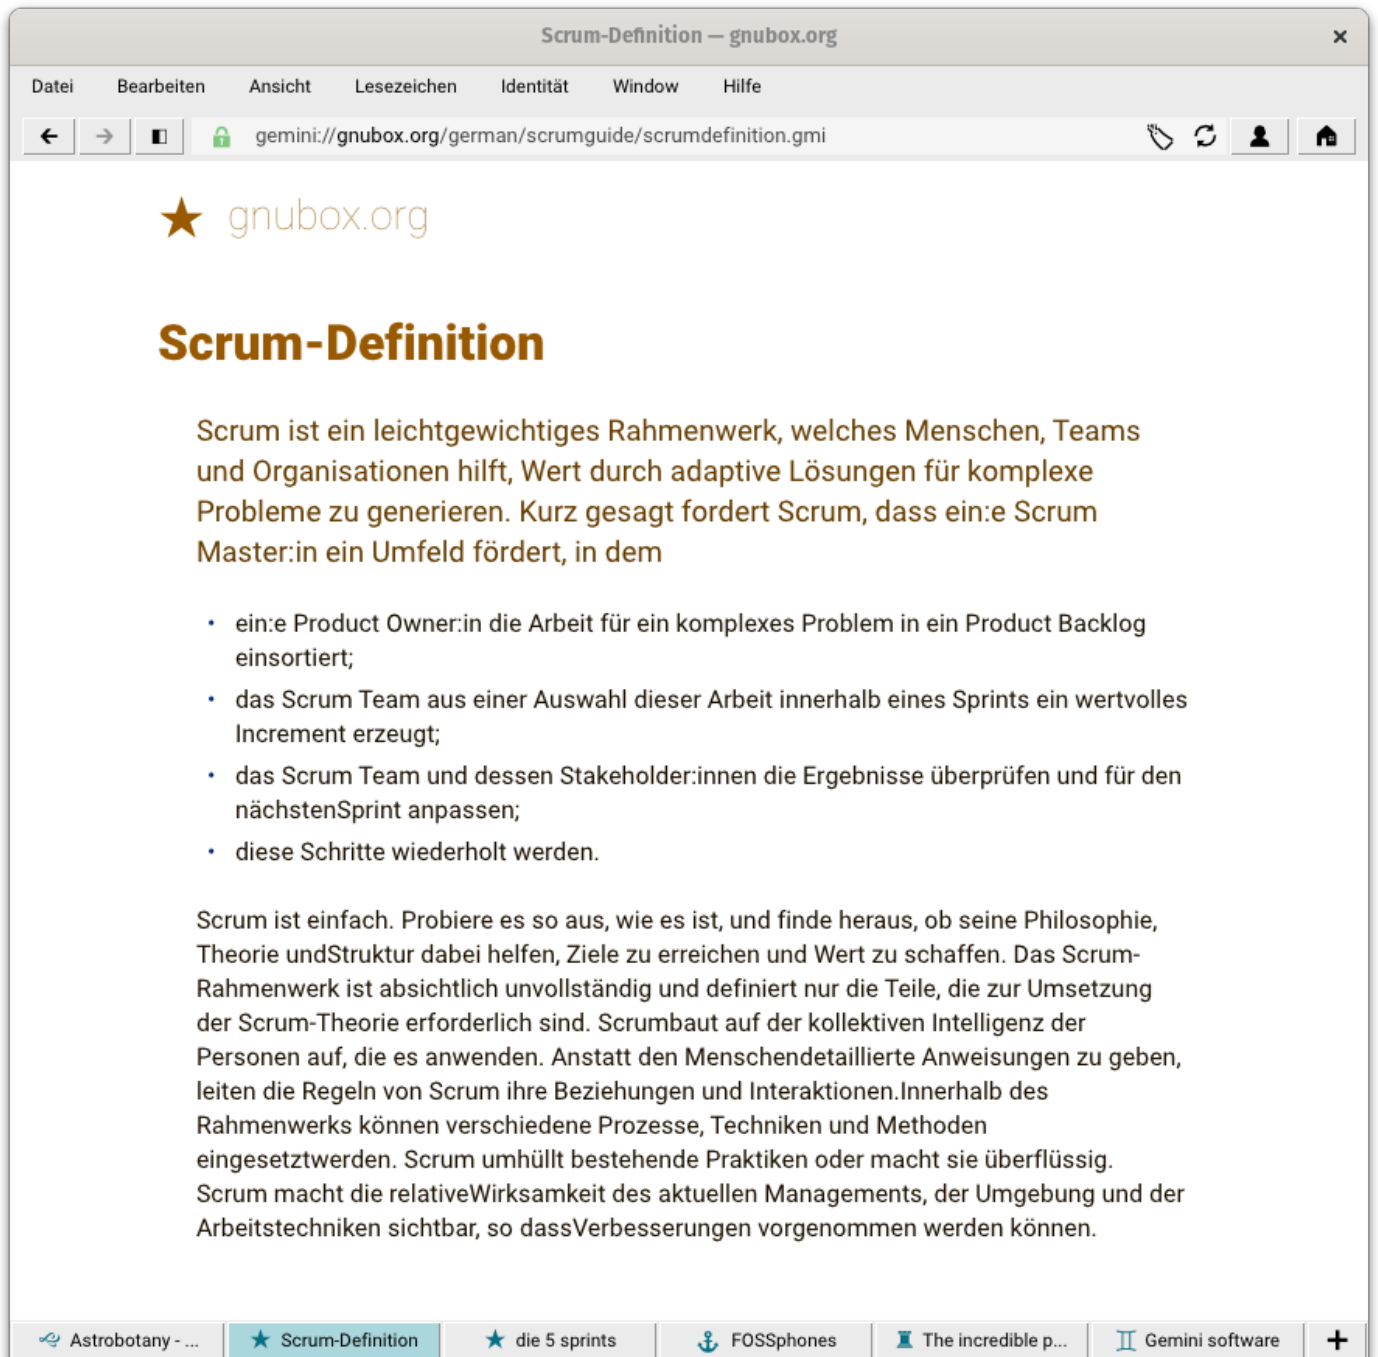 Scrum-Definition — gnubox.org
Datei Bearbeiten Ansicht Lesezeichen Identität Window Hilfe
gemini://gnubox.org/german/scrumguide/scrumdefinition.gmi
gnubox.org
Scrum-Definition
Scrum ist ein leichtgewichtiges Rahmenwerk, welches Menschen, Teams
und Organisationen hilft, Wert durch adaptive Lösungen für komplexe
Probleme zu generieren. Kurz gesagt fordert Scrum, dass ein:e Scrum
Master:in ein Umfeld fördert, in dem
• ein:e Product Owner:in die Arbeit für ein komplexes Problem in ein Product Backlog
einsortiert;
• das Scrum Team aus einer Auswahl dieser Arbeit innerhalb eines Sprints ein wertvolles
Increment erzeugt;
• das Scrum Team und dessen Stakeholder:innen die Ergebnisse überprüfen und für den
nächstenSprint anpassen;
• diese Schritte wiederholt werden.
Scrum ist einfach. Probiere es so aus, wie es ist, und finde heraus, ob seine Philosophie,
Theorie undStruktur dabei helfen, Ziele zu erreichen und Wert zu schaffen. Das Scrum-
Rahmenwerk ist absichtlich unvollständig und definiert nur die Teile, die zur Umsetzung
der Scrum-Theorie erforderlich sind. Scrumbaut auf der kollektiven Intelligenz der
Personen auf, die es anwenden. Anstatt den Menschendetaillierte Anweisungen zu geben,
leiten die Regeln von Scrum ihre Beziehungen und Interaktionen.Innerhalb des
Rahmenwerks können verschiedene Prozesse, Techniken und Methoden
eingesetztwerden. Scrum umhüllt bestehende Praktiken oder macht sie überflüssig.
Scrum macht die relativeWirksamkeit des aktuellen Managements, der Umgebung und der
Arbeitstechniken sichtbar, so dassVerbesserungen vorgenommen werden können.
Astrobotany - ... Scrum-Definition die 5 sprints FOSSphones The incredible p... Gemini software +